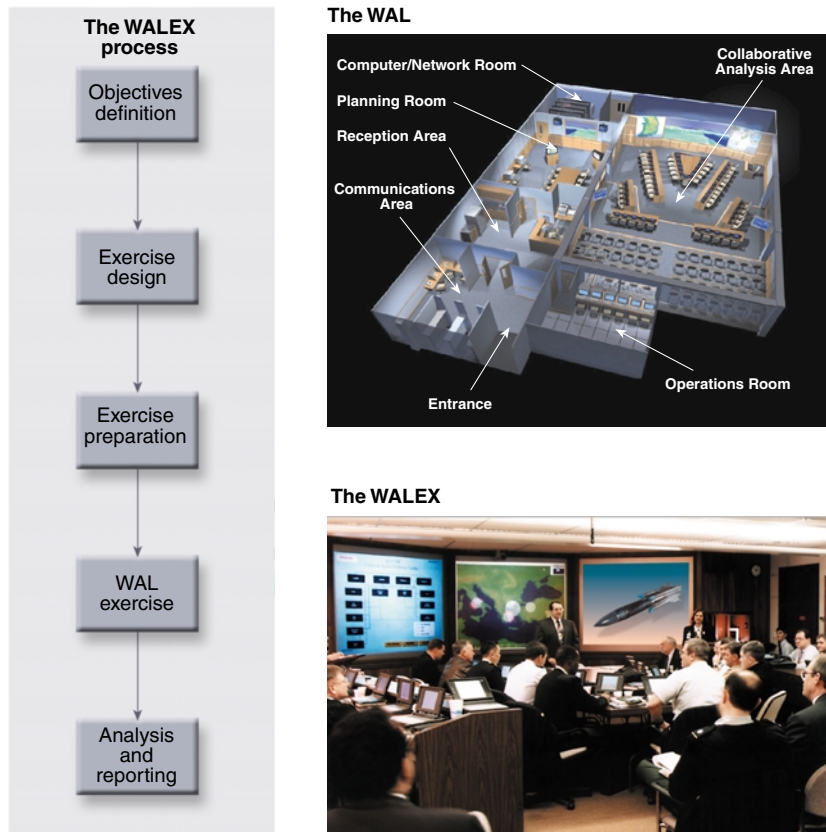 The WALEX
process
Objectives
definition
Exercise
design
Exercise
preparation
WAL
exercise
Analysis
and
reporting
The WAL
Computer/Network Room
Planning Room
Reception Area
Communications
Area
Collaborative
Analysis Area
Operations Room
Entrance
The WALEX